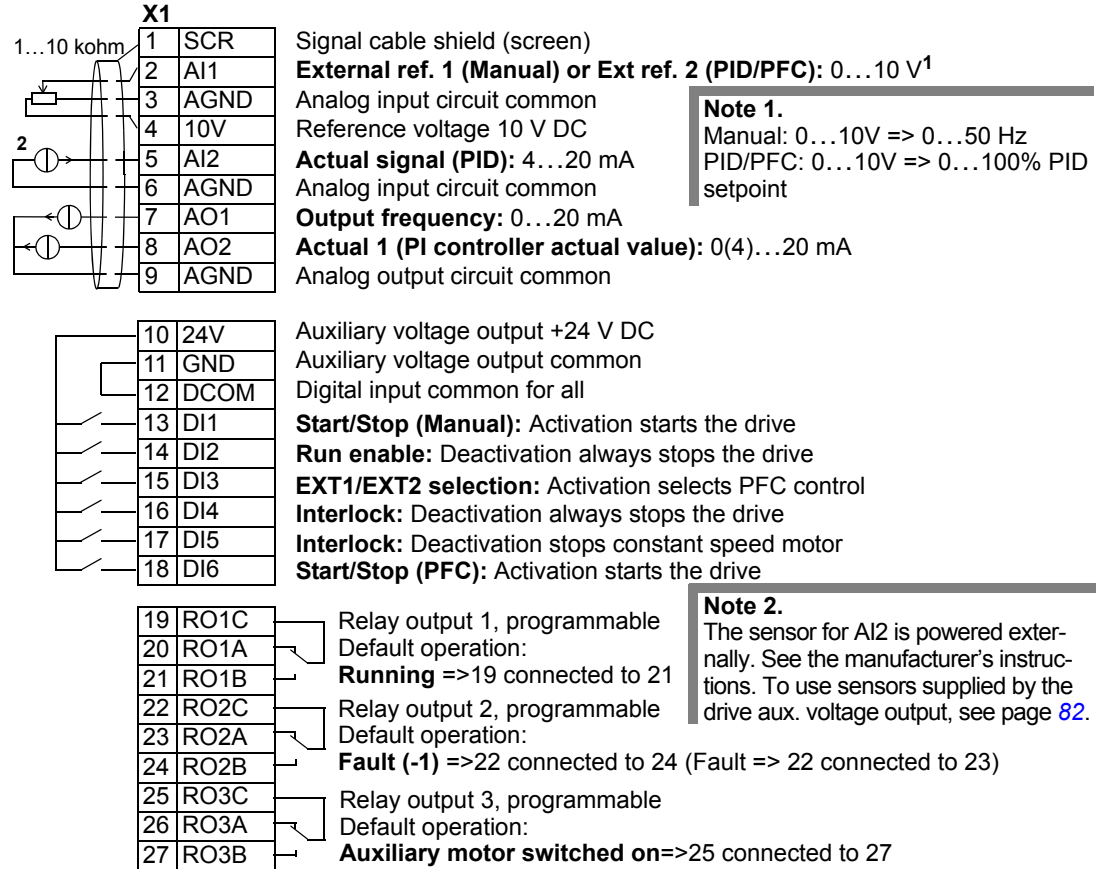 X1
1…10 kohm
1 SCR Signal cable shield (screen)
2 AI1 External ref. 1 (Manual) or Ext ref. 2 (PID/PFC): 0…10 V1
3 AGND Analog input circuit common
4 10V Reference voltage 10 V DC
2
5 AI2 Actual signal (PID): 4…20 mA
6 AGND Analog input circuit common
7 AO1 Output frequency: 0…20 mA
8 AO2 Actual 1 (PI controller actual value): 0(4)…20 mA
9 AGND Analog output circuit common
Note 1.
Manual: 0…10V => 0…50 Hz
PID/PFC: 0…10V => 0…100% PID
setpoint
10 24V Auxiliary voltage output +24 V DC
11 GND Auxiliary voltage output common
12 DCOM Digital input common for all
13 DI1 Start/Stop (Manual): Activation starts the drive
14 DI2 Run enable: Deactivation always stops the drive
15 DI3 EXT1/EXT2 selection: Activation selects PFC control
16 DI4 Interlock: Deactivation always stops the drive
17 DI5 Interlock: Deactivation stops constant speed motor
18 DI6 Start/Stop (PFC): Activation starts the drive
19 RO1C Relay output 1, programmable
20 RO1A Default operation:
21 RO1B Running =>19 connected to 21
22 RO2C Relay output 2, programmable
23 RO2A Default operation:
24 RO2B Fault (-1) =>22 connected to 24 (Fault => 22 connected to 23)
25 RO3C Relay output 3, programmable
26 RO3A Default operation:
27 RO3B Auxiliary motor switched on=>25 connected to 27
Note 2.
The sensor for AI2 is powered exter-
nally. See the manufacturer's instruc-
tions. To use sensors supplied by the
drive aux. voltage output, see page 82.